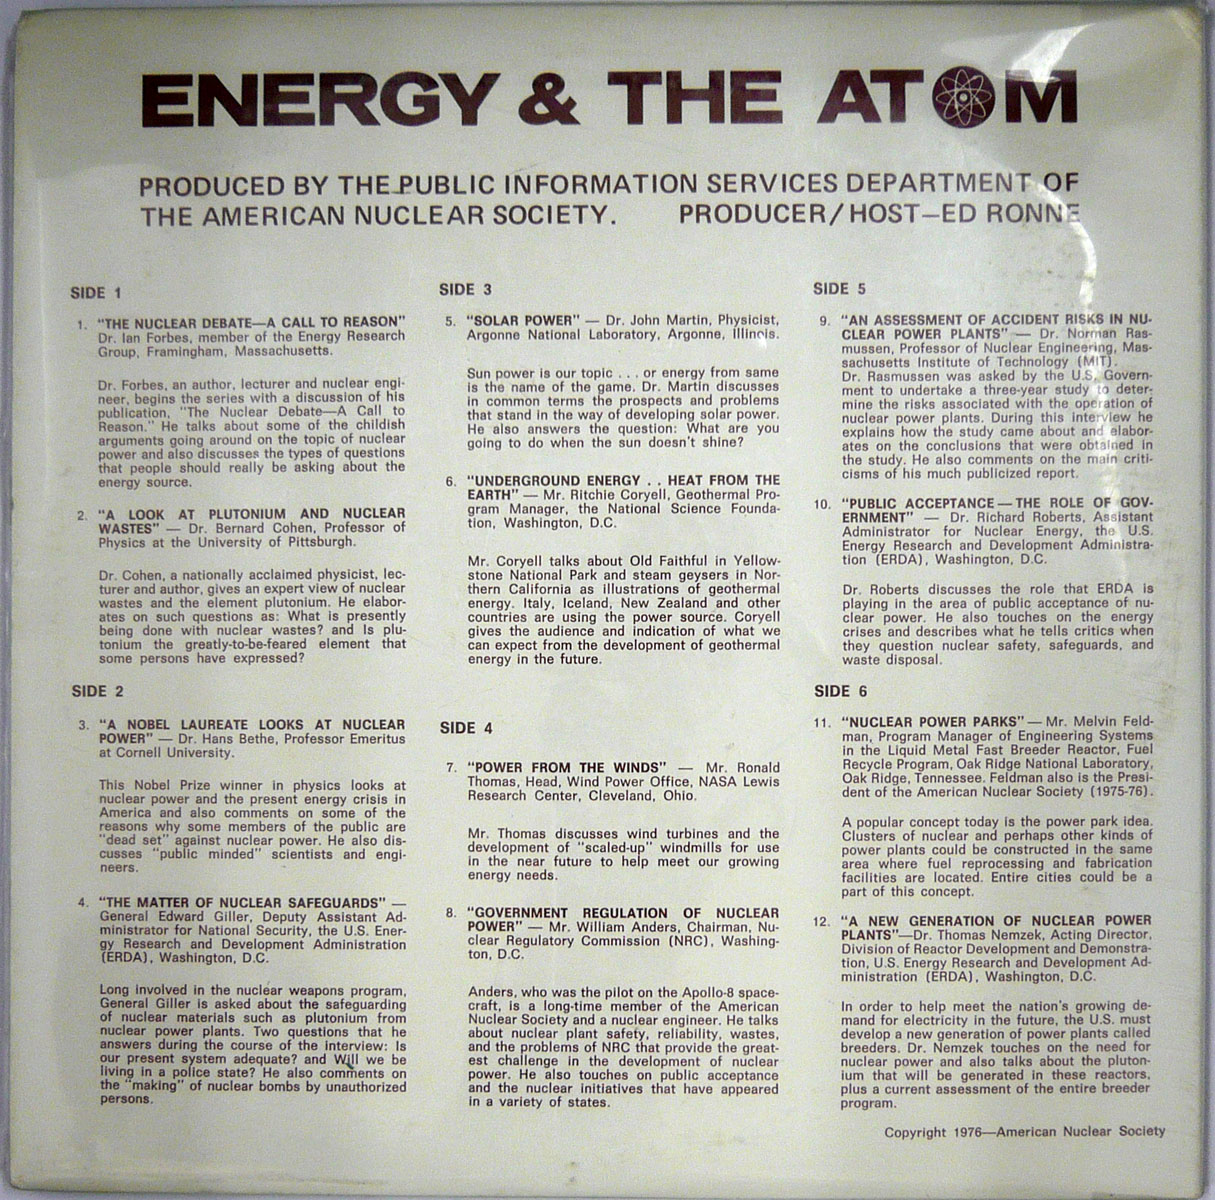 ENERGY & THE ATOM
PRODUCED BY THE PUBLIC INFORMATION SERVICES DEPARTMENT OF
THE AMERICAN NUCLEAR SOCIETY. PRODUCER/HOST—ED RONNE
SIDE 1
1. "THE NUCLEAR DEBATE—A CALL TO REASON"
Dr. Ian Forbes, member of the Energy Research
Group, Framingham, Massachusetts.
Dr. Forbes, an author, lecturer and nuclear engi-
neer, begins the series with a discussion of his
publication, "The Nuclear Debate—A Call to
Reason." He talks about some of the childish
arguments going around on the topic of nuclear
power and also discusses the types of questions
that people should really be asking about the
energy source.
2. "A LOOK AT PLUTONIUM AND NUCLEAR
WASTES" — Dr. Bernard Cohen, Professor of
Physics at the University of Pittsburgh.
Dr. Cohen, a nationally acclaimed physicist, lec-
turer and author, gives an expert view of nuclear
wastes and the element plutonium. He elabor-
ates on such questions as: What is presently
being done with nuclear wastes? and Is plu-
tonium the greatly-to-be-feared element that
some persons have expressed?
SIDE 2
3. "A NOBEL LAUREATE LOOKS AT NUCLEAR
POWER" — Dr. Hans Bethe, Professor Emeritus
at Cornell University.
This Nobel Prize winner in physics looks at
nuclear power and the present energy crisis in
America and also comments on some of the
reasons why some members of the public are
"dead set" against nuclear power. He also dis-
cusses "public minded" scientists and engi-
neers.
4. "THE MATTER OF NUCLEAR SAFEGUARDS" —
General Edward Giller, Deputy Assistant Ad-
ministrator for National Security, the U.S. Ener-
gy Research and Development Administration
(ERDA), Washington, D.C.
Long involved in the nuclear weapons program,
General Giller is asked about the safeguarding
of nuclear materials such as plutonium from
nuclear power plants. Two questions that he
answers during the course of the interview: Is
our present system adequate? and Will we be
living in a police state? He also comments on
the "making" of nuclear bombs by unauthorized
persons.
SIDE 3
5. "SOLAR POWER" — Dr. John Martin, Physicist,
Argonne National Laboratory, Argonne, Illinois.
Sun power is our topic . . . or energy from same
is the name of the game. Dr. Martin discusses
in common terms the prospects and problems
that stand in the way of developing solar power.
He also answers the question: What are you
going to do when the sun doesn't shine?
6. "UNDERGROUND ENERGY . . HEAT FROM THE
EARTH" — Mr. Ritchie Coryell, Geothermal Pro-
gram Manager, the National Science Founda-
tion, Washington, D.C.
Mr. Coryell talks about Old Faithful in Yellow-
stone National Park and steam geysers in Nor-
thern California as illustrations of geothermal
energy. Italy, Iceland, New Zealand and other
countries are using the power source. Coryell
gives the audience and indication of what we
can expect from the development of geothermal
energy in the future.
SIDE 4
7. "POWER FROM THE WINDS" — Mr. Ronald
Thomas, Head, Wind Power Office, NASA Lewis
Research Center, Cleveland, Ohio.
Mr. Thomas discusses wind turbines and the
development of "scaled-up" windmills for use
in the near future to help meet our growing
energy needs.
8. "GOVERNMENT REGULATION OF NUCLEAR
POWER" — Mr. William Anders, Chairman, Nu-
clear Regulatory Commission (NRC), Washing-
ton, D.C.
Anders, who was the pilot on the Apollo-8 space-
craft, is a long-time member of the American
Nuclear Society and a nuclear engineer. He talks
about nuclear plant safety, reliability, wastes,
and the problems of NRC that provide the great-
est challenge in the development of nuclear
power. He also touches on public acceptance
and the nuclear initiatives that have appeared
in a variety of states.
SIDE 5
9. "AN ASSESSMENT OF ACCIDENT RISKS IN NU-
CLEAR POWER PLANTS" — Dr. Norman Ras-
mussen, Professor of Nuclear Engineering, Mas-
sachusetts Institute of Technology (MIT).
Dr. Rasmussen was asked by the U.S. Govern-
ment to undertake a three-year study to deter-
mine the risks associated with the operation of
nuclear power plants. During this interview he
explains how the study came about and elabor-
ates on the conclusions that were obtained in
the study. He also comments on the main criti-
cisms of his much publicized report.
10. "PUBLIC ACCEPTANCE — THE ROLE OF GOV-
ERNMENT" — Dr. Richard Roberts, Assistant
Administrator for Nuclear Energy, the U.S.
Energy Research and Development Administra-
tion (ERDA), Washington, D.C.
Dr. Roberts discusses the role that ERDA is
playing in the area of public acceptance of nu-
clear power. He also touches on the energy
crises and describes what he tells critics when
they question nuclear safety, safeguards, and
waste disposal.
SIDE 6
11. "NUCLEAR POWER PARKS" — Mr. Melvin Feld-
man, Program Manager of Engineering Systems
in the Liquid Metal Fast Breeder Reactor, Fuel
Recycle Program, Oak Ridge National Laboratory,
Oak Ridge, Tennessee. Feldman also is the Presi-
dent of the American Nuclear Society (1975-76).
A popular concept today is the power park idea.
Clusters of nuclear and perhaps other kinds of
power plants could be constructed in the same
area where fuel reprocessing and fabrication
facilities are located. Entire cities could be a
part of this concept.
12. "A NEW GENERATION OF NUCLEAR POWER
PLANTS"—Dr. Thomas Nemzek, Acting Director,
Division of Reactor Development and Demonstra-
tion, U.S. Energy Research and Development Ad-
ministration (ERDA), Washington, D.C.
In order to help meet the nation's growing de-
mand for electricity in the future, the U.S. must
develop a new generation of power plants called
breeders. Dr. Nemzek touches on the need for
nuclear power and also talks about the pluton-
ium that will be generated in these reactors,
plus a current assessment of the entire breeder
program.
Copyright 1976—American Nuclear Society